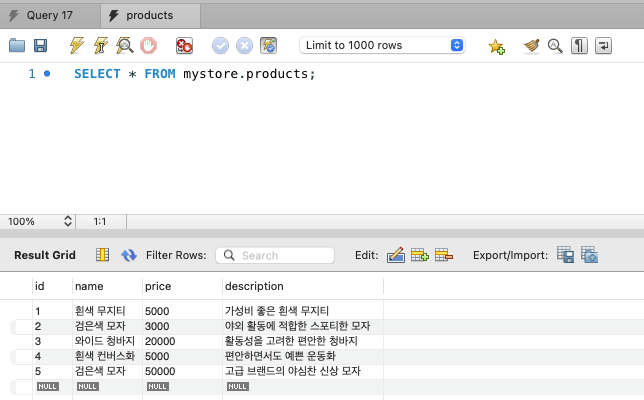 Query 17 products
Limit to 1000 rows
1 SELECT * FROM mystore.products;
100% 1:1
Result Grid Filter Rows: Search Edit: Export/Import:
id name price description
1 흰색 무지티 5000 가성비 좋은 흰색 무지티
2 검은색 모자 3000 야외 활동에 적합한 스포티한 모자
3 와이드 청바지 20000 활동성을 고려한 편안한 청바지
4 흰색 컨버스화 5000 편안하면서도 예쁜 운동화
5 검은색 모자 50000 고급 브랜드의 야심찬 신상 모자
NULL NULL NULL NULL